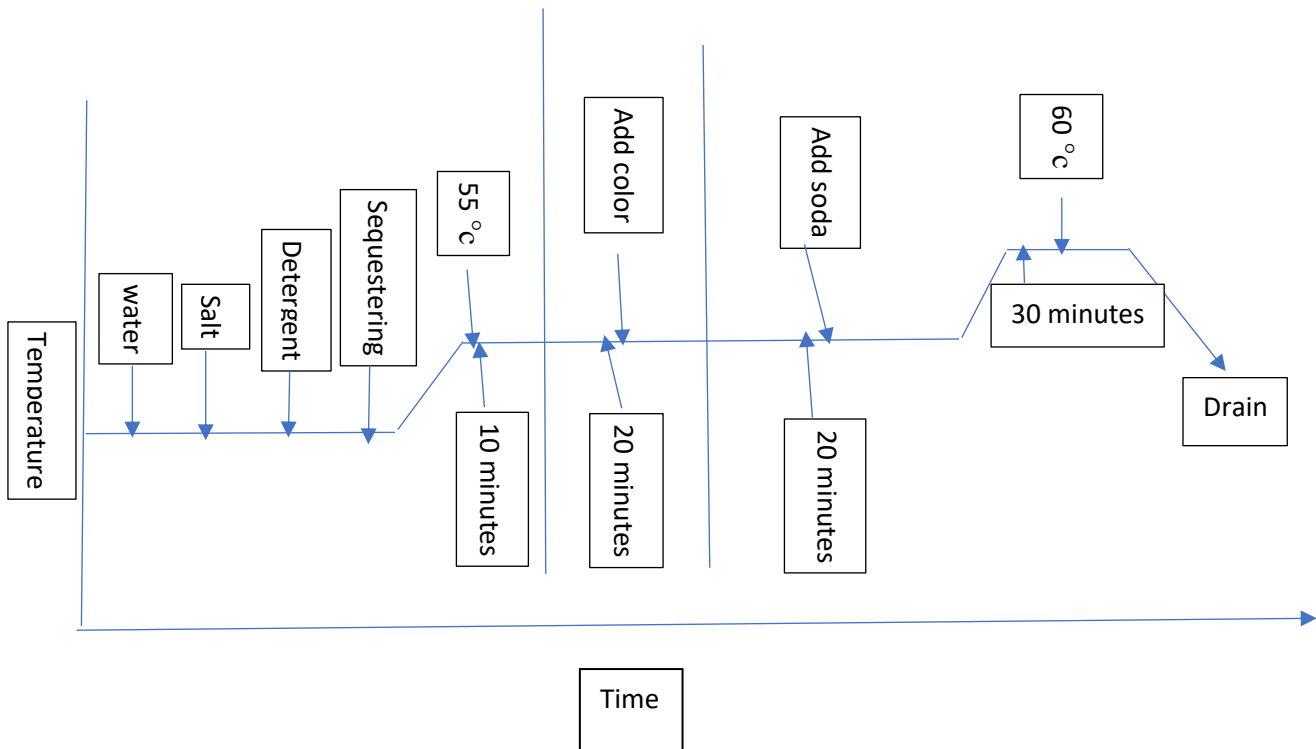 Temperature
water
Salt
Detergent
Sequestering
55 °c
10 minutes
Add color
20 minutes
Add soda
20 minutes
60 °c
30 minutes
Drain
Time